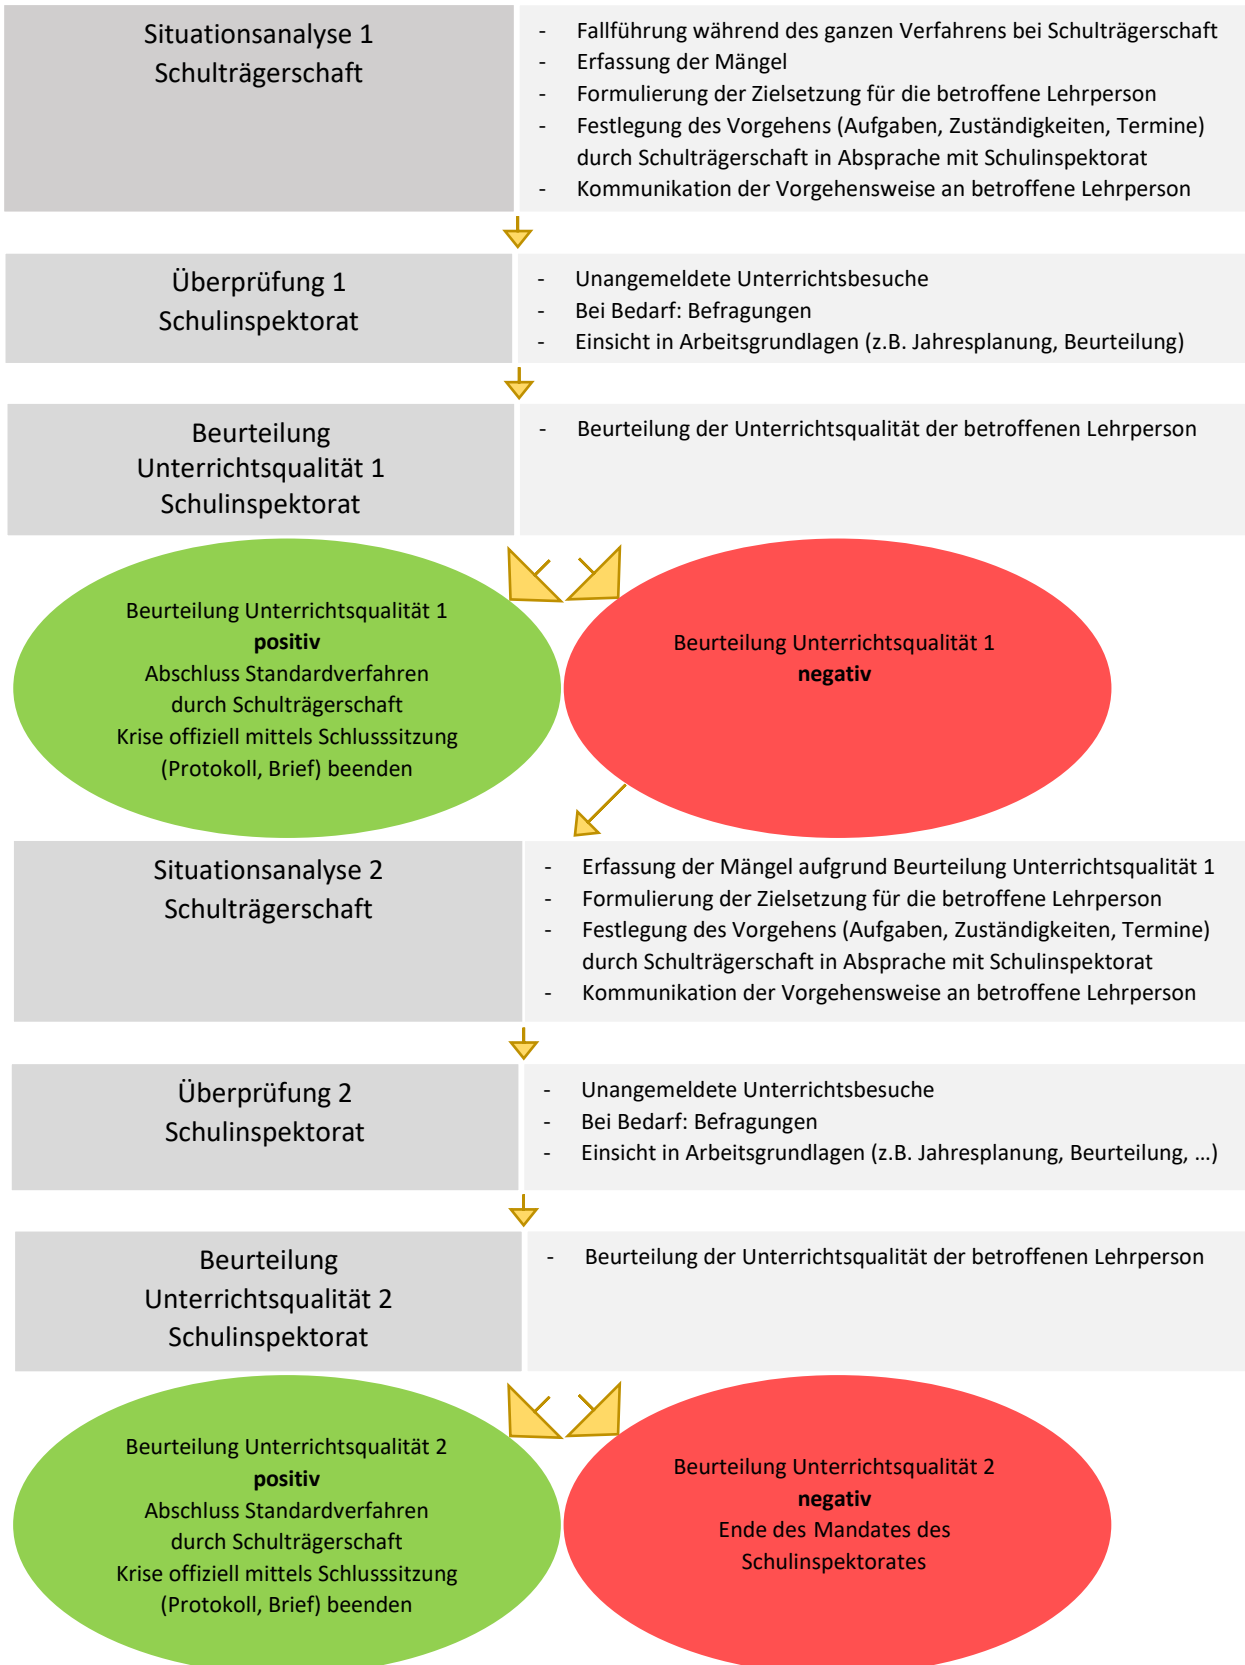 Situationsanalyse 1
Schulträgerschaft
- Fallführung während des ganzen Verfahrens bei Schulträgerschaft
- Erfassung der Mängel
- Formulierung der Zielsetzung für die betroffene Lehrperson
- Festlegung des Vorgehens (Aufgaben, Zuständigkeiten, Termine)
durch Schulträgerschaft in Absprache mit Schulinspektorat
- Kommunikation der Vorgehensweise an betroffene Lehrperson
Überprüfung 1
Schulinspektorat
- Unangemeldete Unterrichtsbesuche
- Bei Bedarf: Befragungen
- Einsicht in Arbeitsgrundlagen (z.B. Jahresplanung, Beurteilung)
Beurteilung
Unterrichtsqualität 1
Schulinspektorat
- Beurteilung der Unterrichtsqualität der betroffenen Lehrperson
Beurteilung Unterrichtsqualität 1
positiv
Abschluss Standardverfahren
durch Schulträgerschaft
Krise offiziell mittels Schlusssitzung
(Protokoll, Brief) beenden
Beurteilung Unterrichtsqualität 1
negativ
Situationsanalyse 2
Schulträgerschaft
- Erfassung der Mängel aufgrund Beurteilung Unterrichtsqualität 1
- Formulierung der Zielsetzung für die betroffene Lehrperson
- Festlegung des Vorgehens (Aufgaben, Zuständigkeiten, Termine)
durch Schulträgerschaft in Absprache mit Schulinspektorat
- Kommunikation der Vorgehensweise an betroffene Lehrperson
Überprüfung 2
Schulinspektorat
- Unangemeldete Unterrichtsbesuche
- Bei Bedarf: Befragungen
- Einsicht in Arbeitsgrundlagen (z.B. Jahresplanung, Beurteilung, ...)
Beurteilung
Unterrichtsqualität 2
Schulinspektorat
- Beurteilung der Unterrichtsqualität der betroffenen Lehrperson
Beurteilung Unterrichtsqualität 2
positiv
Abschluss Standardverfahren
durch Schulträgerschaft
Krise offiziell mittels Schlusssitzung
(Protokoll, Brief) beenden
Beurteilung Unterrichtsqualität 2
negativ
Ende des Mandates des
Schulinspektorates